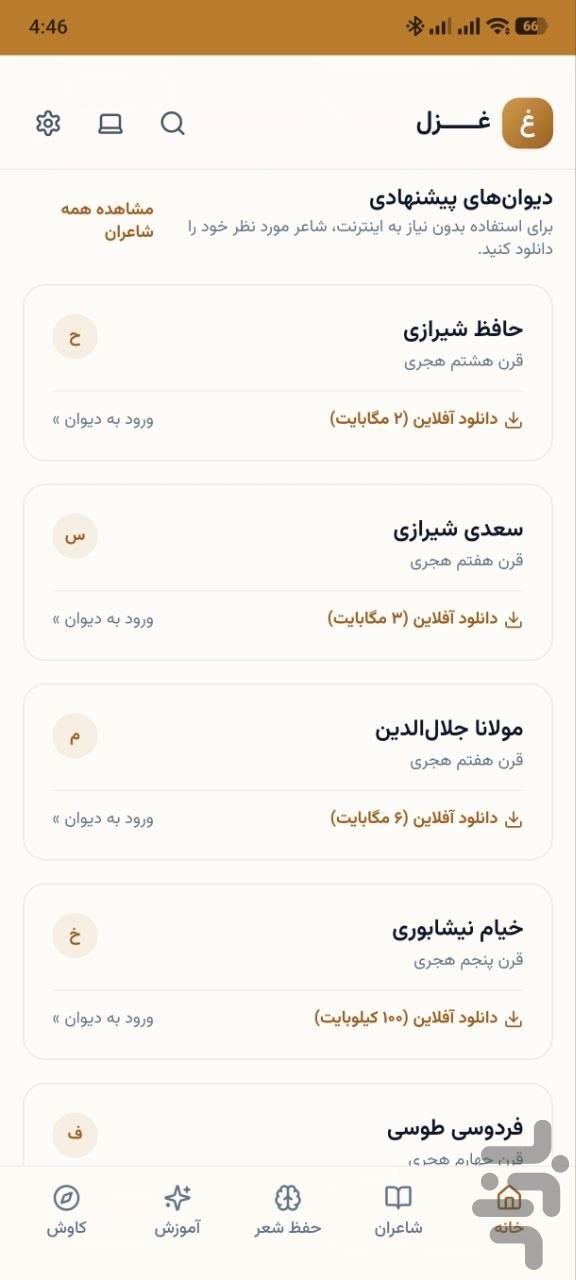 4:46
66
غ
غـــزل
دیوان‌های پیشنهادی
مشاهده همه
شاعران
برای استفاده بدون نیاز به اینترنت، شاعر مورد نظر خود را
دانلود کنید.
حافظ شیرازی
ح
قرن هشتم هجری
دانلود آفلاین (۲ مگابایت)
ورود به دیوان »
سعدی شیرازی
س
قرن هفتم هجری
دانلود آفلاین (۳ مگابایت)
ورود به دیوان »
مولانا جلال‌الدین
م
قرن هفتم هجری
دانلود آفلاین (۶ مگابایت)
ورود به دیوان »
خیام نیشابوری
خ
قرن پنجم هجری
دانلود آفلاین (۱۰۰ کیلوبایت)
ورود به دیوان »
فردوسی طوسی
ف
قرن چهارم هجری
خانه
شاعران
حفظ شعر
آموزش
کاوش